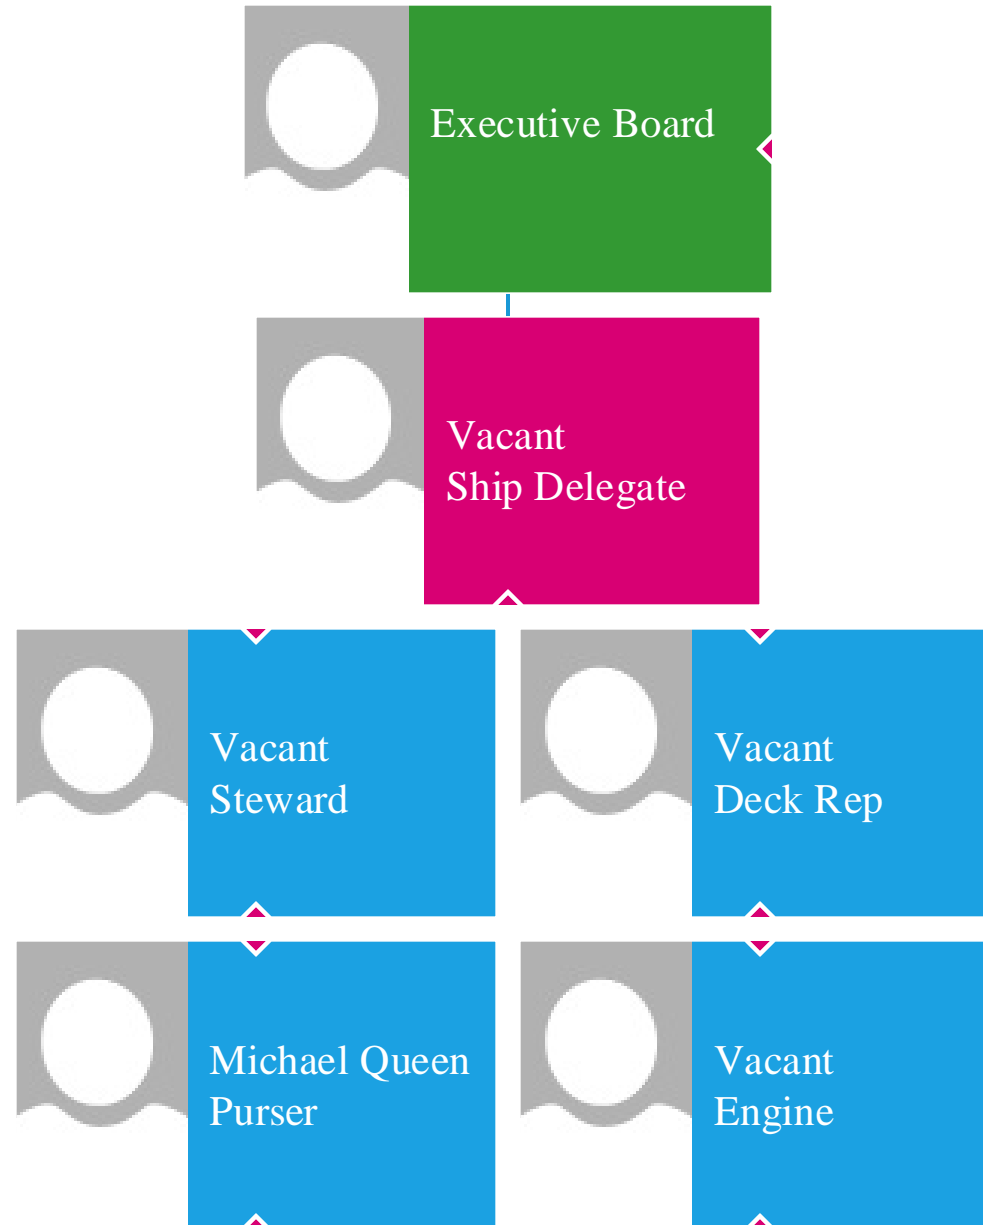 Executive Board
Vacant
Ship Delegate
Vacant
Steward
Vacant
Deck Rep
Michael Queen
Purser
Vacant
Engine